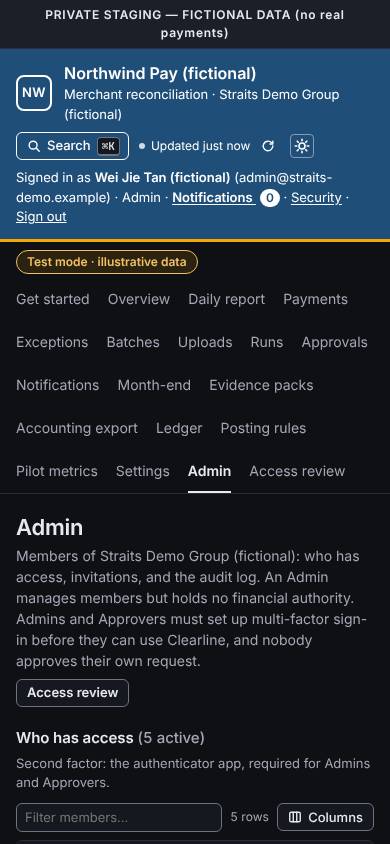 PRIVATE STAGING — FICTIONAL DATA (no real
payments)
NW
Northwind Pay (fictional)
Merchant reconciliation · Straits Demo Group
(fictional)
Search ⌘K
Updated just now
Signed in as Wei Jie Tan (fictional) (admin@straits-
demo.example) · Admin · Notifications 0 · Security ·
Sign out
Test mode · illustrative data
Get started Overview Daily report Payments
Exceptions Batches Uploads Runs Approvals
Notifications Month-end Evidence packs
Accounting export Ledger Posting rules
Pilot metrics Settings Admin Access review
Admin
Members of Straits Demo Group (fictional): who has
access, invitations, and the audit log. An Admin
manages members but holds no financial authority.
Admins and Approvers must set up multi-factor sign-
in before they can use Clearline, and nobody
approves their own request.
Access review
Who has access (5 active)
Second factor: the authenticator app, required for Admins
and Approvers.
Filter members... 5 rows Columns